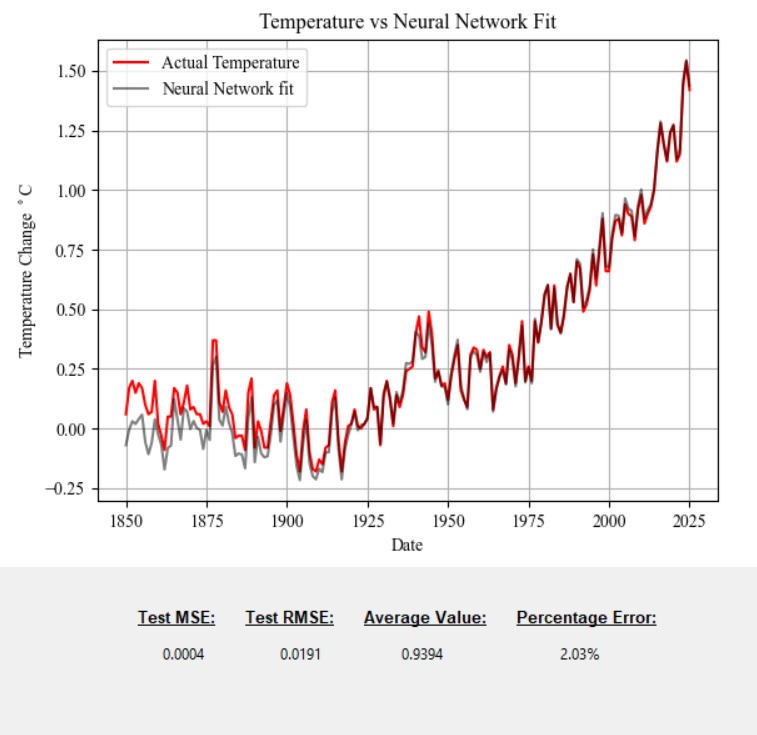 Temperature vs Neural Network Fit
Actual Temperature
Neural Network fit
Temperature Change °C
1.50
1.25
1.00
0.75
0.50
0.25
0.00
−0.25
1850 1875 1900 1925 1950 1975 2000 2025
Date
Test MSE: Test RMSE: Average Value: Percentage Error:
0.0004 0.0191 0.9394 2.03%